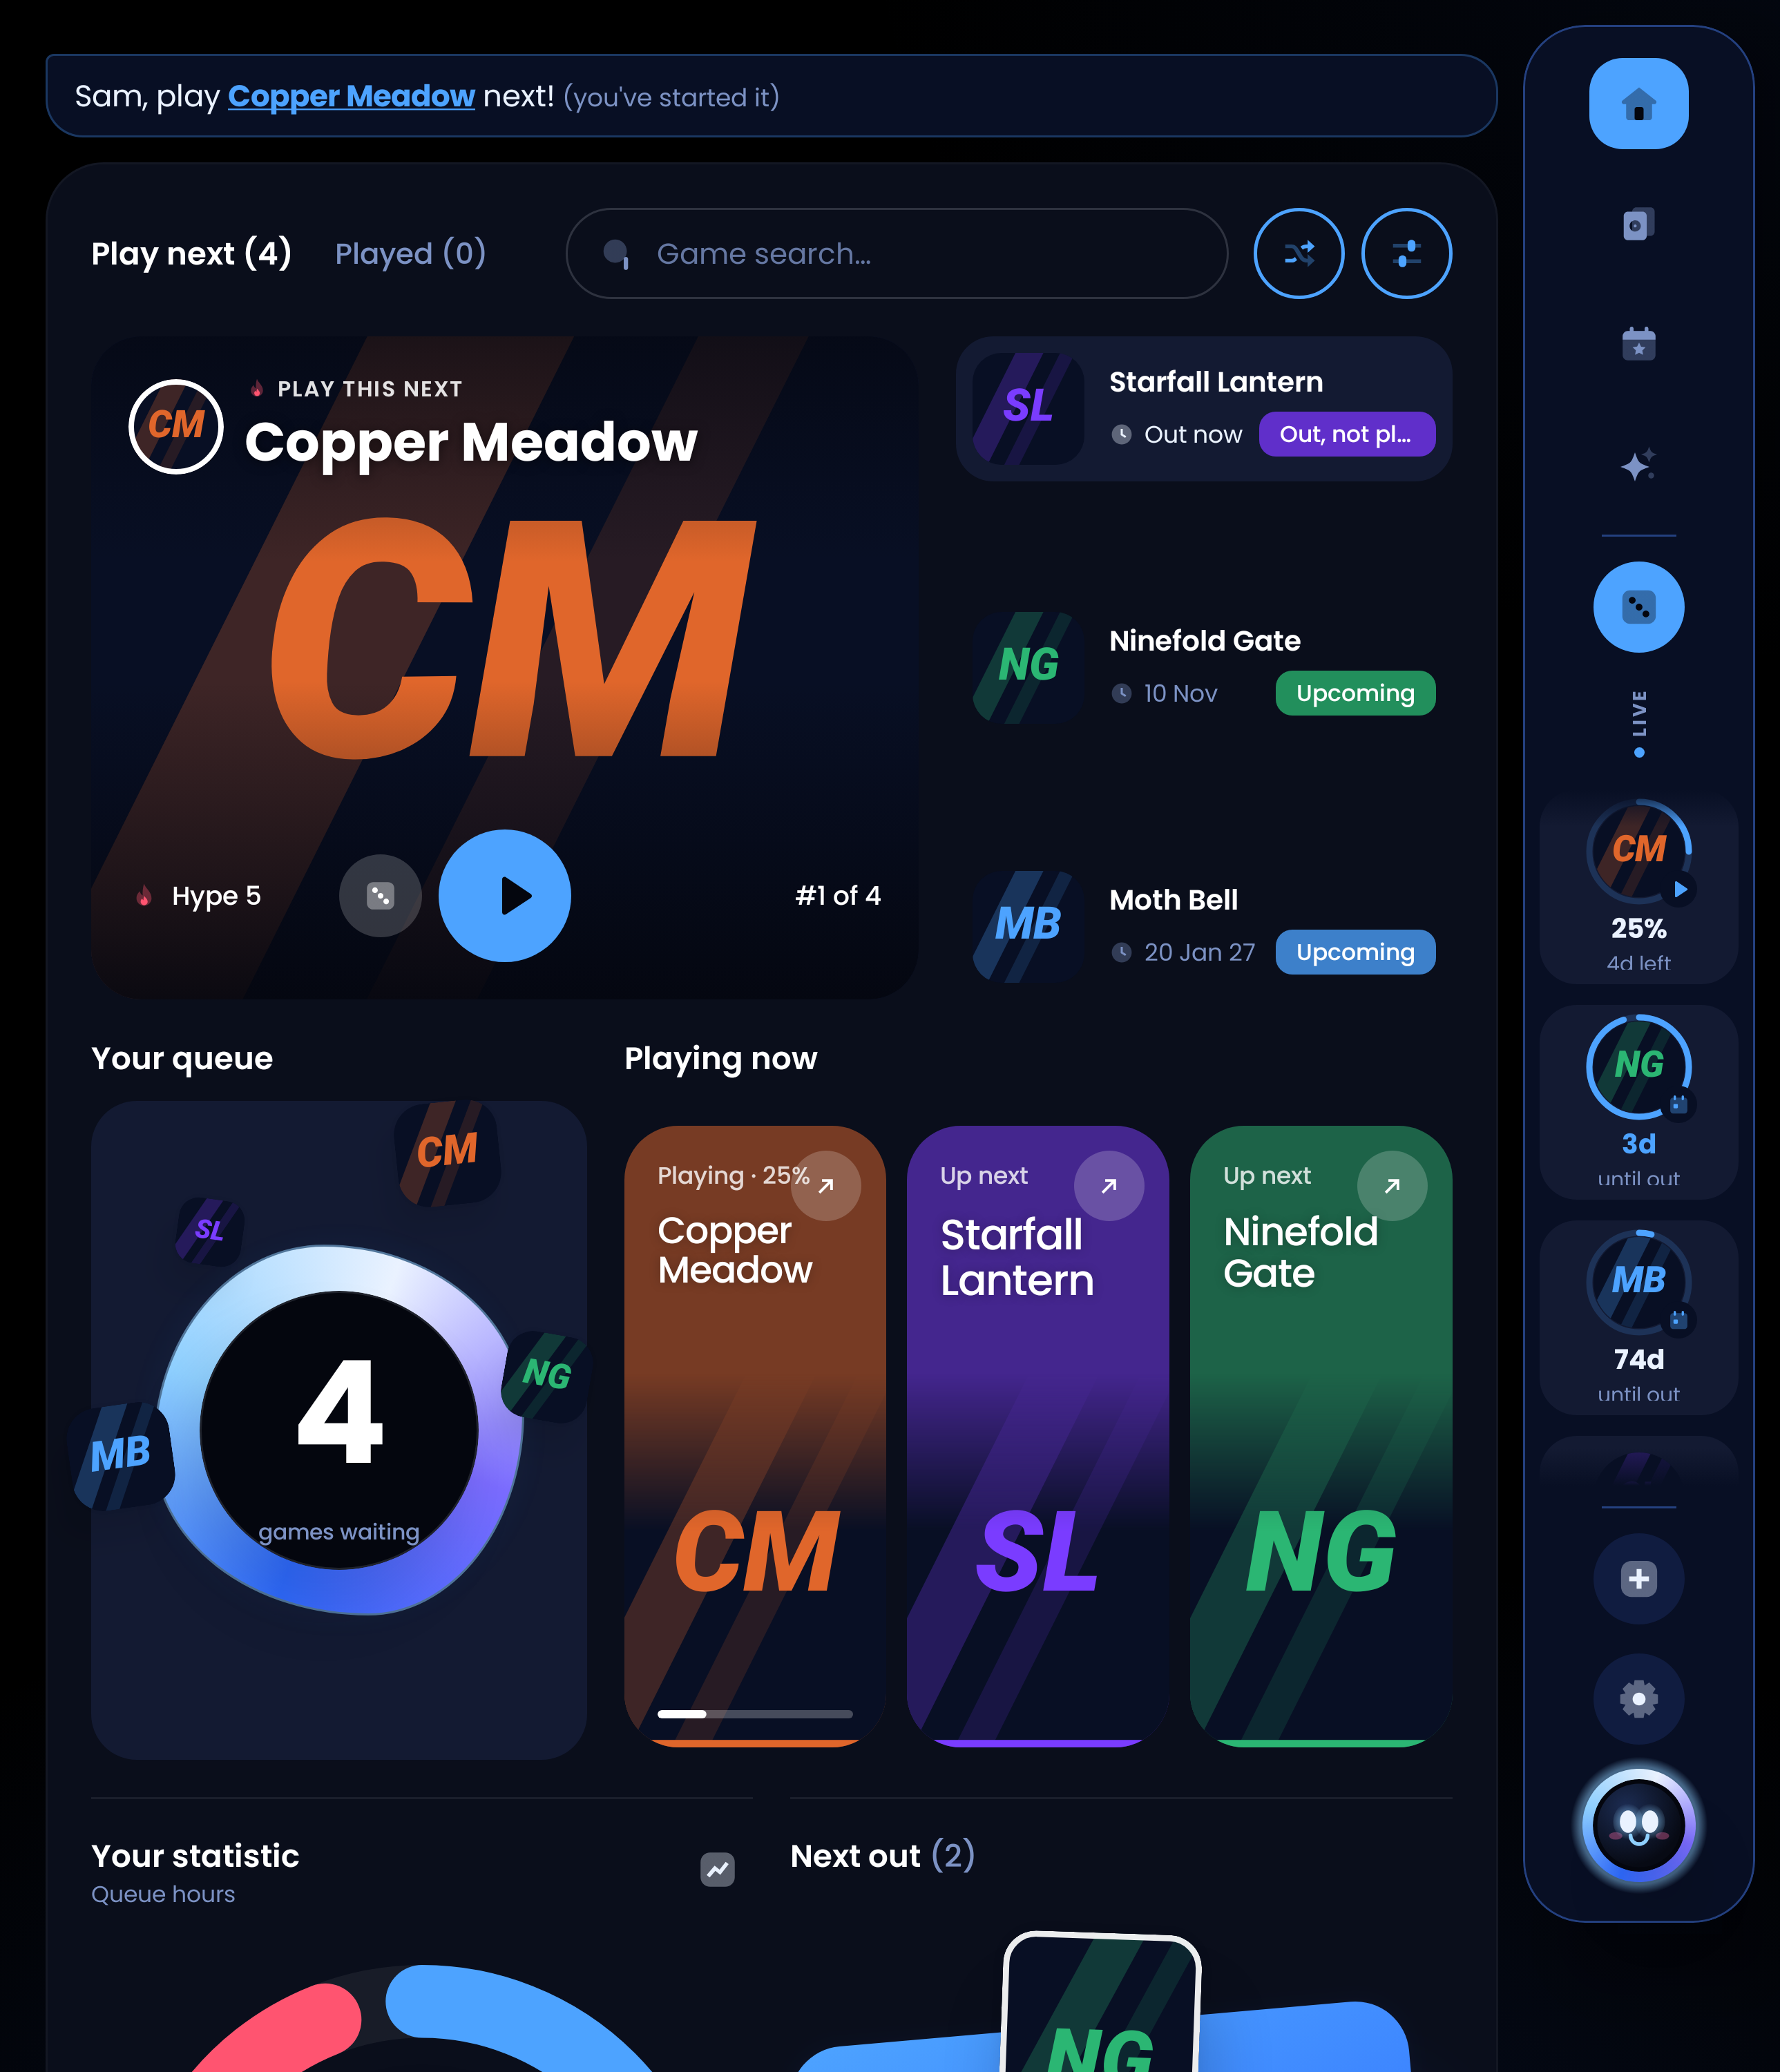 Sam, play Copper Meadow next! (you've started it)
Play next (4)
Played (0)
Game search...
CM
PLAY THIS NEXT
Copper Meadow
CM
Hype 5
#1 of 4
SL
Starfall Lantern
Out now
Out, not pl...
NG
Ninefold Gate
10 Nov
Upcoming
MB
Moth Bell
20 Jan 27
Upcoming
Your queue
CM
SL
NG
MB
4
games waiting
Playing now
Playing · 25%
Copper
Meadow
CM
Up next
Starfall
Lantern
SL
Up next
Ninefold
Gate
NG
Your statistic
Queue hours
Next out (2)
NG
LIVE
CM
25%
4d left
NG
3d
until out
MB
74d
until out